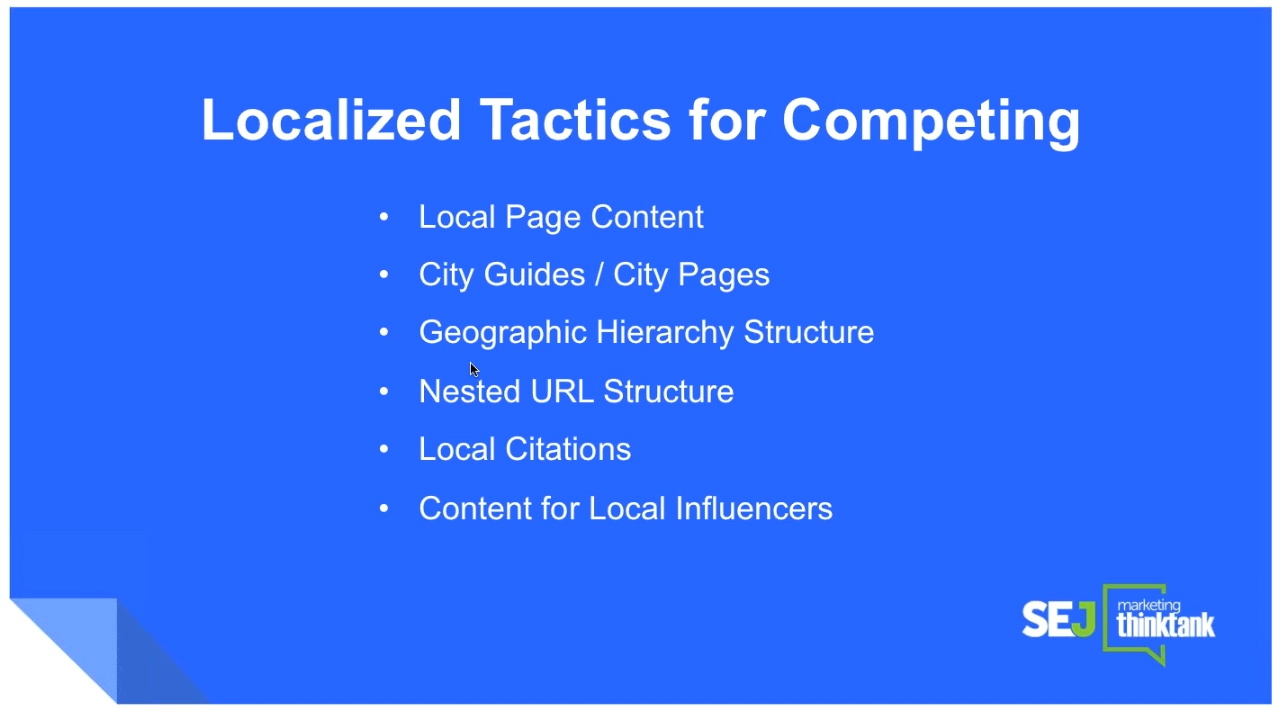 Localized Tactics for Competing
• Local Page Content
• City Guides / City Pages
• Geographic Hierarchy Structure
• Nested URL Structure
• Local Citations
• Content for Local Influencers
SEJ marketing
thinktank